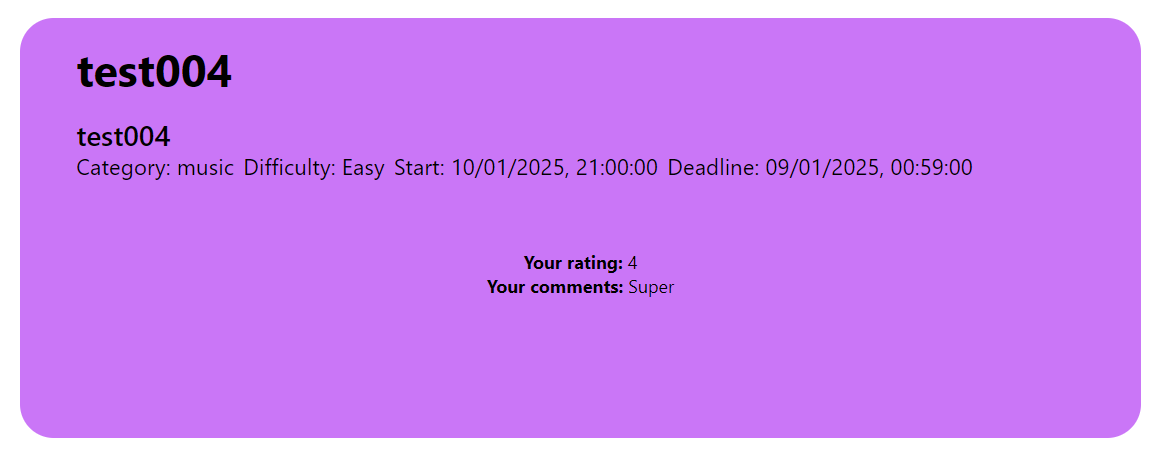 test004
test004
Category: music Difficulty: Easy Start: 10/01/2025, 21:00:00 Deadline: 09/01/2025, 00:59:00
Your rating: 4
Your comments: Super